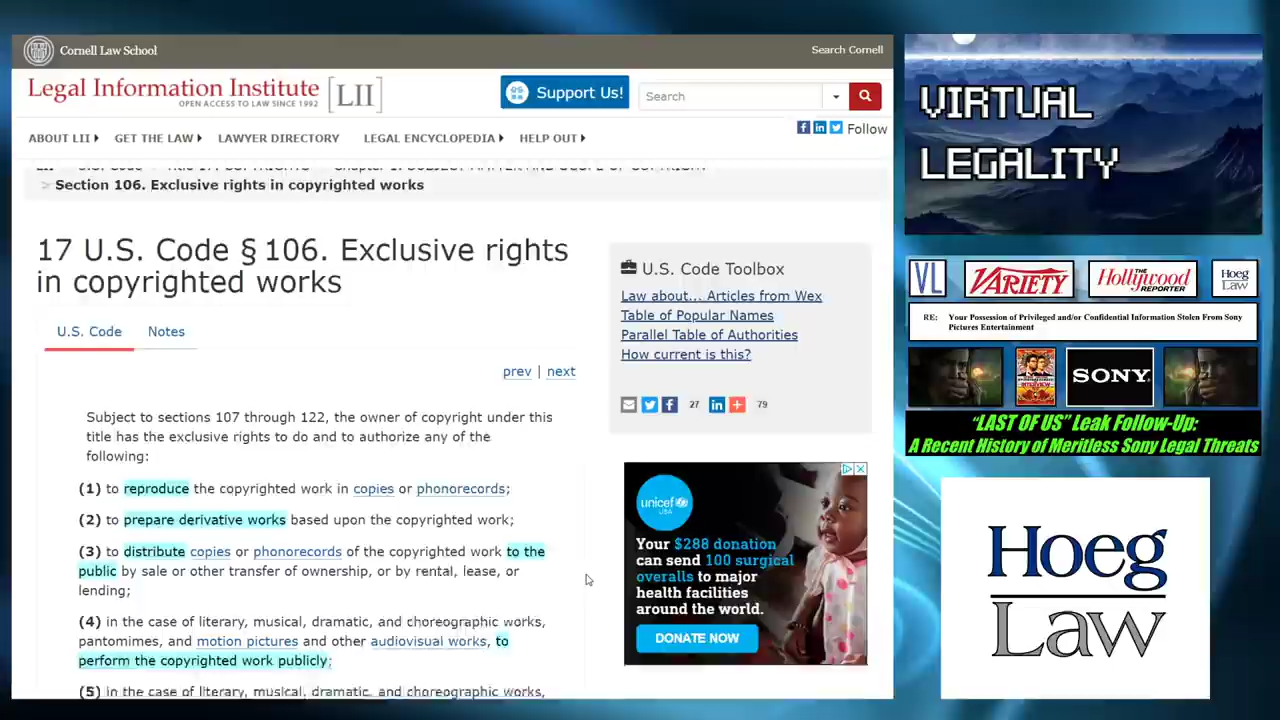 Cornell Law School
Search Cornell
Legal Information Institute [LII]
OPEN ACCESS TO LAW SINCE 1992
Support Us!
Search
ABOUT LII GET THE LAW LAWYER DIRECTORY LEGAL ENCYCLOPEDIA HELP OUT
Follow
Section 106. Exclusive rights in copyrighted works
17 U.S. Code § 106. Exclusive rights
in copyrighted works
U.S. Code Notes
prev | next
Subject to sections 107 through 122, the owner of copyright under this
title has the exclusive rights to do and to authorize any of the
following:
(1) to reproduce the copyrighted work in copies or phonorecords;
(2) to prepare derivative works based upon the copyrighted work;
(3) to distribute copies or phonorecords of the copyrighted work to the
public by sale or other transfer of ownership, or by rental, lease, or
lending;
(4) in the case of literary, musical, dramatic, and choreographic works,
pantomimes, and motion pictures and other audiovisual works, to
perform the copyrighted work publicly;
(5) in the case of literary, musical, dramatic, and choreographic works,
U.S. Code Toolbox
Law about... Articles from Wex
Table of Popular Names
Parallel Table of Authorities
How current is this?
27 79
unicef
USA
Your $288 donation
can send 100 surgical
overalls to major
health facilities
around the world.
DONATE NOW
VIRTUAL
LEGALITY
VL VARIETY THE Hollywood REPORTER Hoeg Law
RE: Your Possession of Privileged and/or Confidential Information Stolen From Sony
Pictures Entertainment
SONY
"LAST OF US" Leak Follow-Up:
A Recent History of Meritless Sony Legal Threats
Hoeg
Law